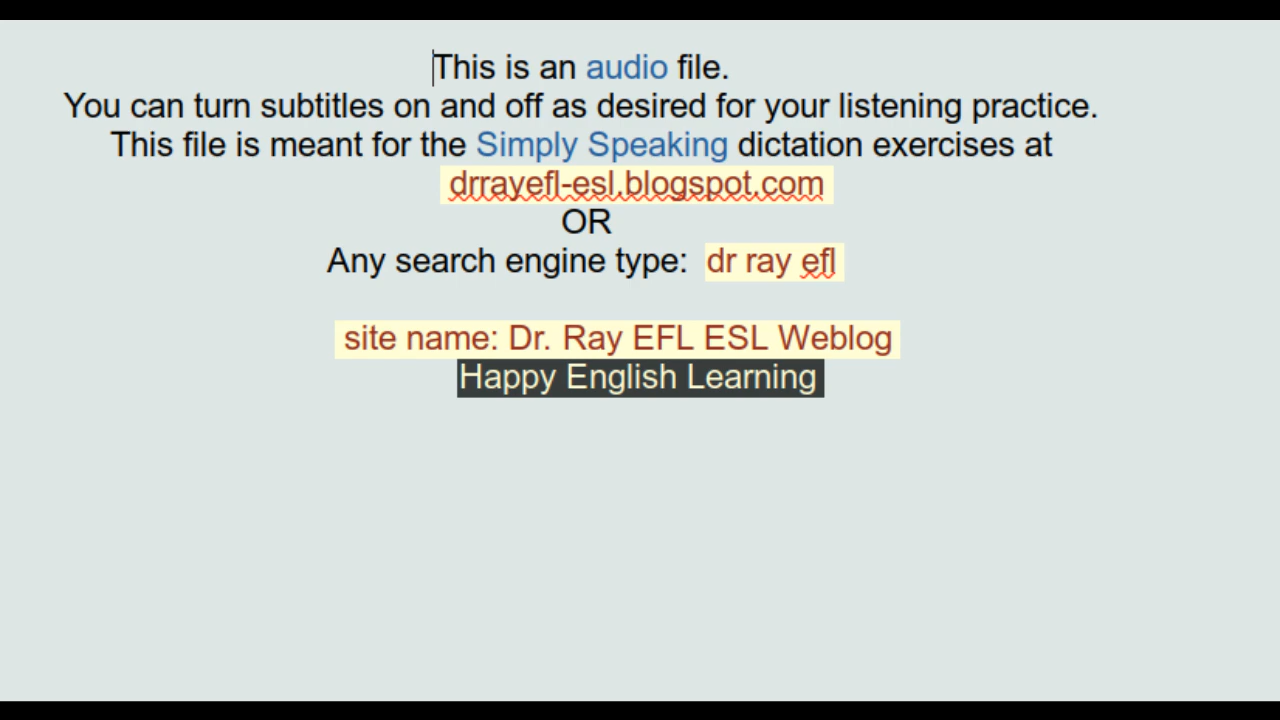 This is an audio file.
You can turn subtitles on and off as desired for your listening practice.
This file is meant for the Simply Speaking dictation exercises at
drrayefl-esl.blogspot.com
OR
Any search engine type: dr ray efl
site name: Dr. Ray EFL ESL Weblog
Happy English Learning